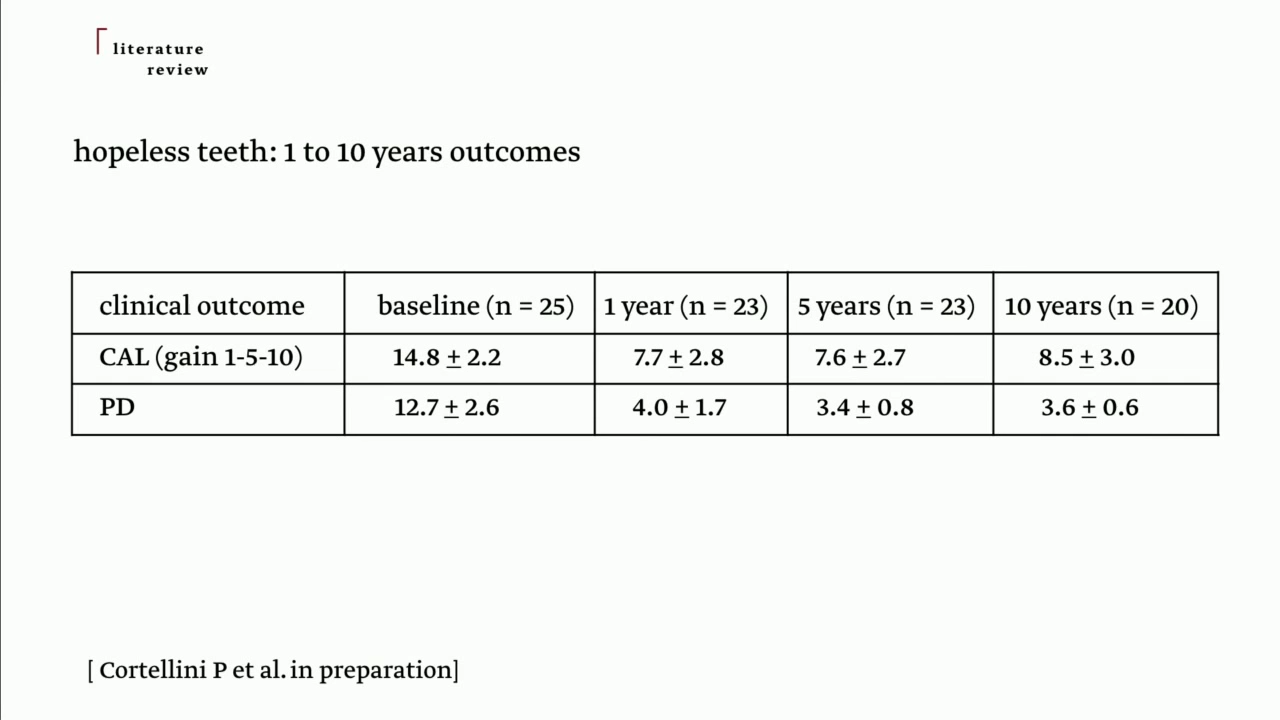 literature
review
hopeless teeth: 1 to 10 years outcomes
clinical outcome baseline (n = 25) 1 year (n = 23) 5 years (n = 23) 10 years (n = 20)
CAL (gain 1-5-10) 14.8 ± 2.2 7.7 ± 2.8 7.6 ± 2.7 8.5 ± 3.0
PD 12.7 ± 2.6 4.0 ± 1.7 3.4 ± 0.8 3.6 ± 0.6
[ Cortellini P et al. in preparation]